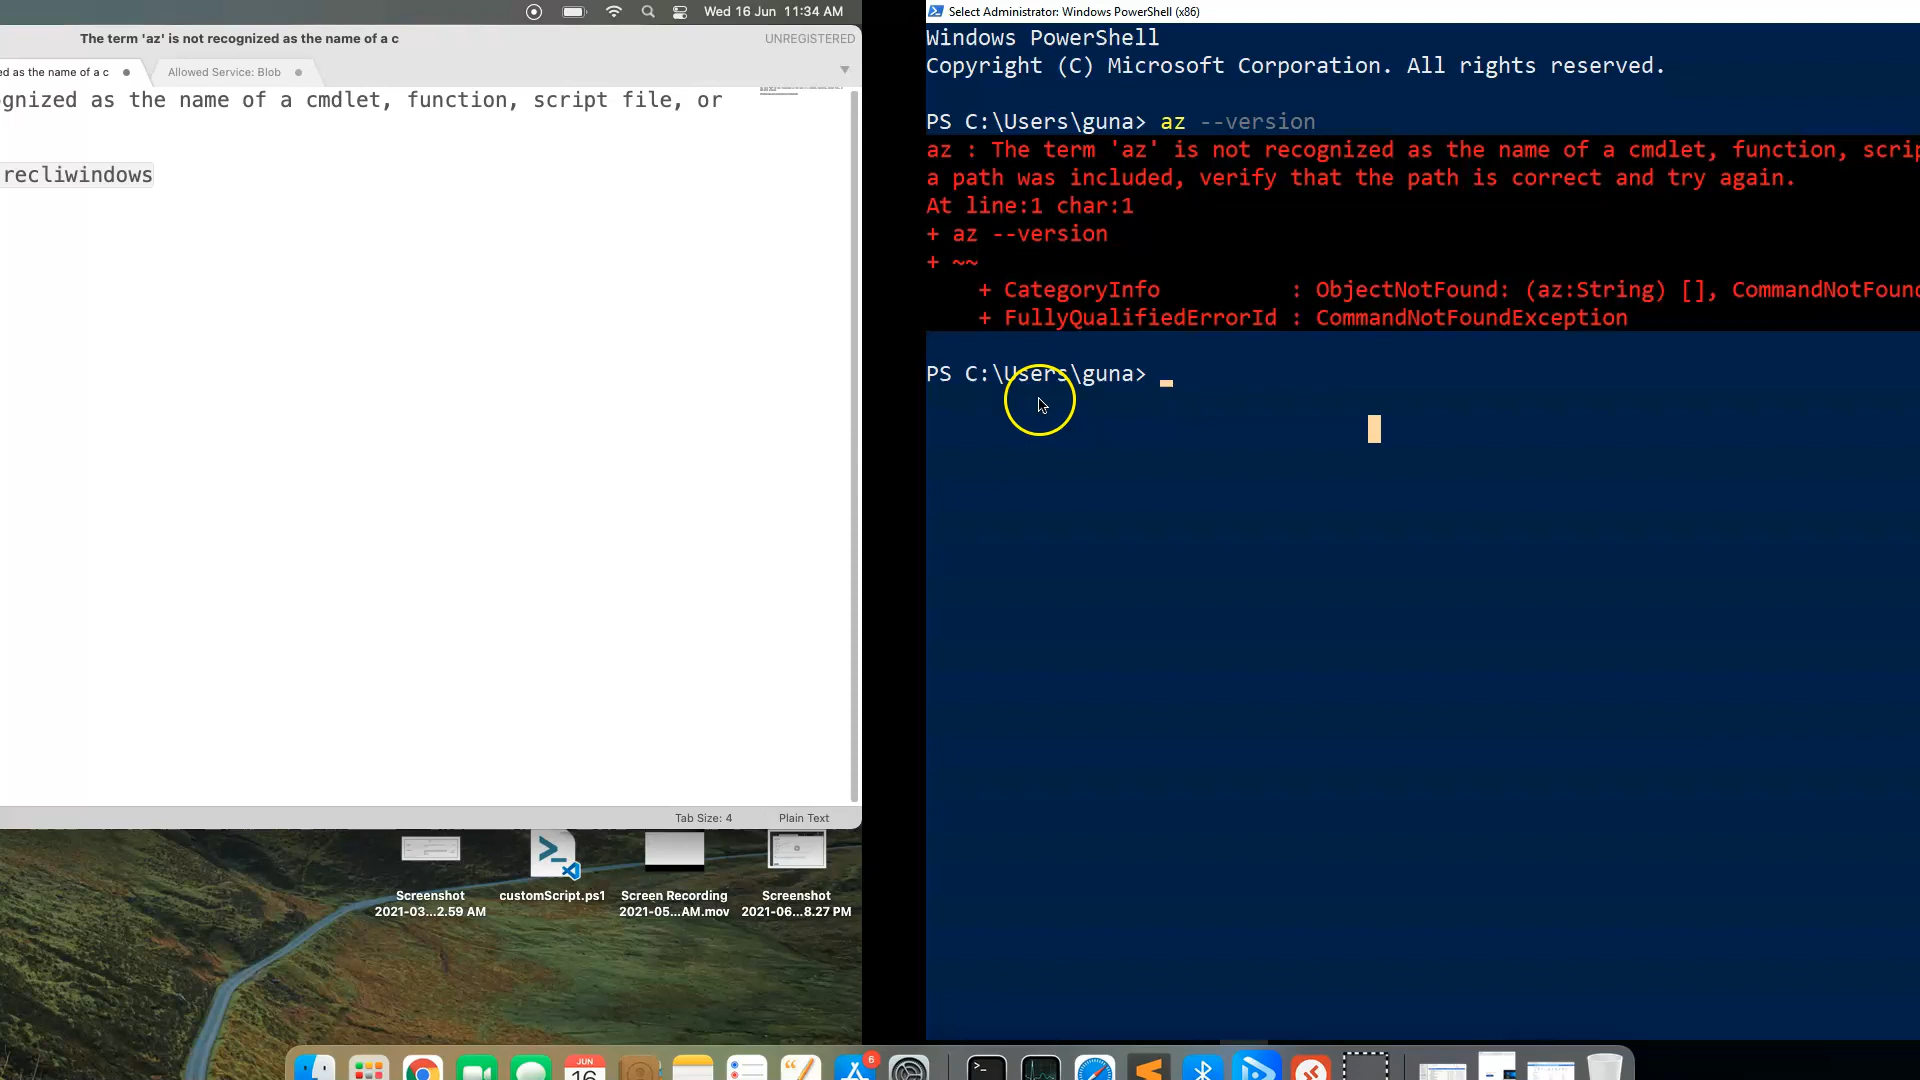 Wed 16 Jun 11:34 AM
The term 'az' is not recognized as the name of a c
UNREGISTERED
ed as the name of a c
Allowed Service: Blob
gnized as the name of a cmdlet, function, script file, or
recliwindows
Tab Size: 4
Plain Text
Screenshot
2021-03...2.59 AM
customScript.ps1
Screen Recording
2021-05...AM.mov
Screenshot
2021-06...8.27 PM
Select Administrator: Windows PowerShell (x86)
Windows PowerShell
Copyright (C) Microsoft Corporation. All rights reserved.
PS C:\Users\guna> az --version
az : The term 'az' is not recognized as the name of a cmdlet, function, scrip
a path was included, verify that the path is correct and try again.
At line:1 char:1
+ az --version
+ ~~
+ CategoryInfo : ObjectNotFound: (az:String) [], CommandNotFound
+ FullyQualifiedErrorId : CommandNotFoundException
PS C:\Users\guna>
JUN
16
6
>_